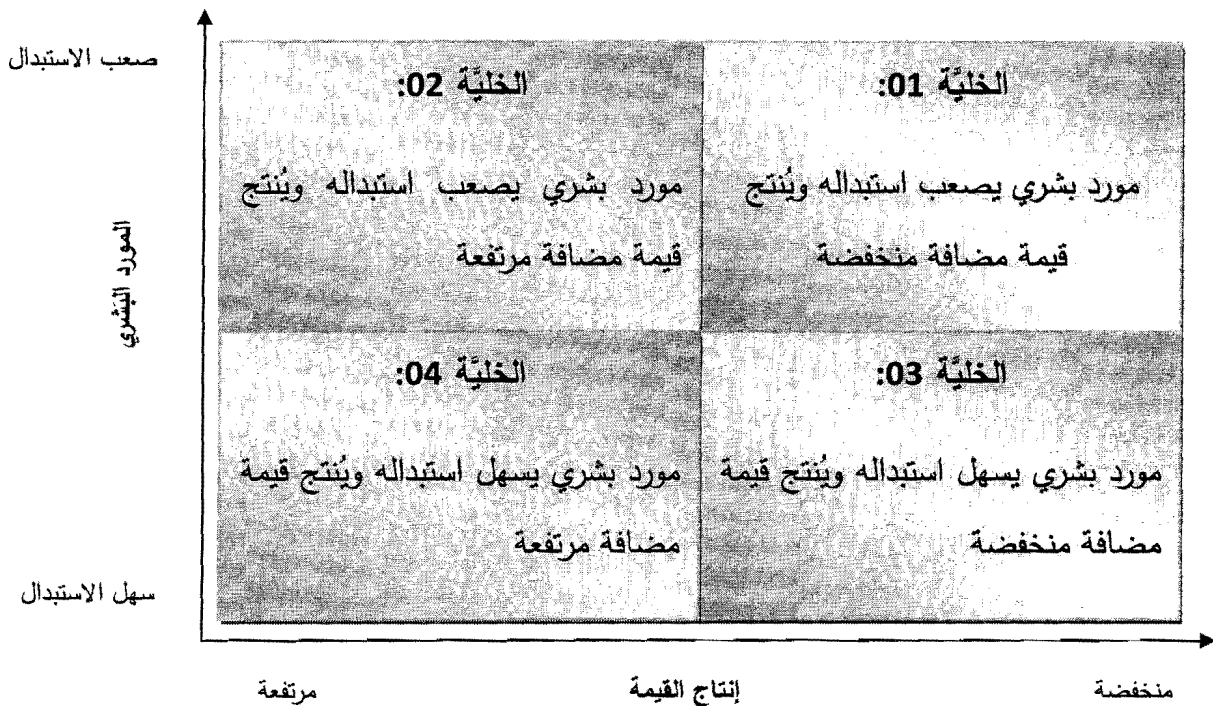 صعب الاستبدال
المورد البشري
سهل الاستبدال
الخليَّة 01:
مورد بشري يصعب استبداله ويُنتج
قيمة مضافة منخفضة
الخليَّة 02:
مورد بشري يصعب استبداله ويُنتج
قيمة مضافة مرتفعة
الخليَّة 03:
مورد بشري يسهل استبداله ويُنتج قيمة
مضافة منخفضة
الخليَّة 04:
مورد بشري يسهل استبداله ويُنتج قيمة
مضافة مرتفعة
منخفضة
إنتاج القيمة
مرتفعة